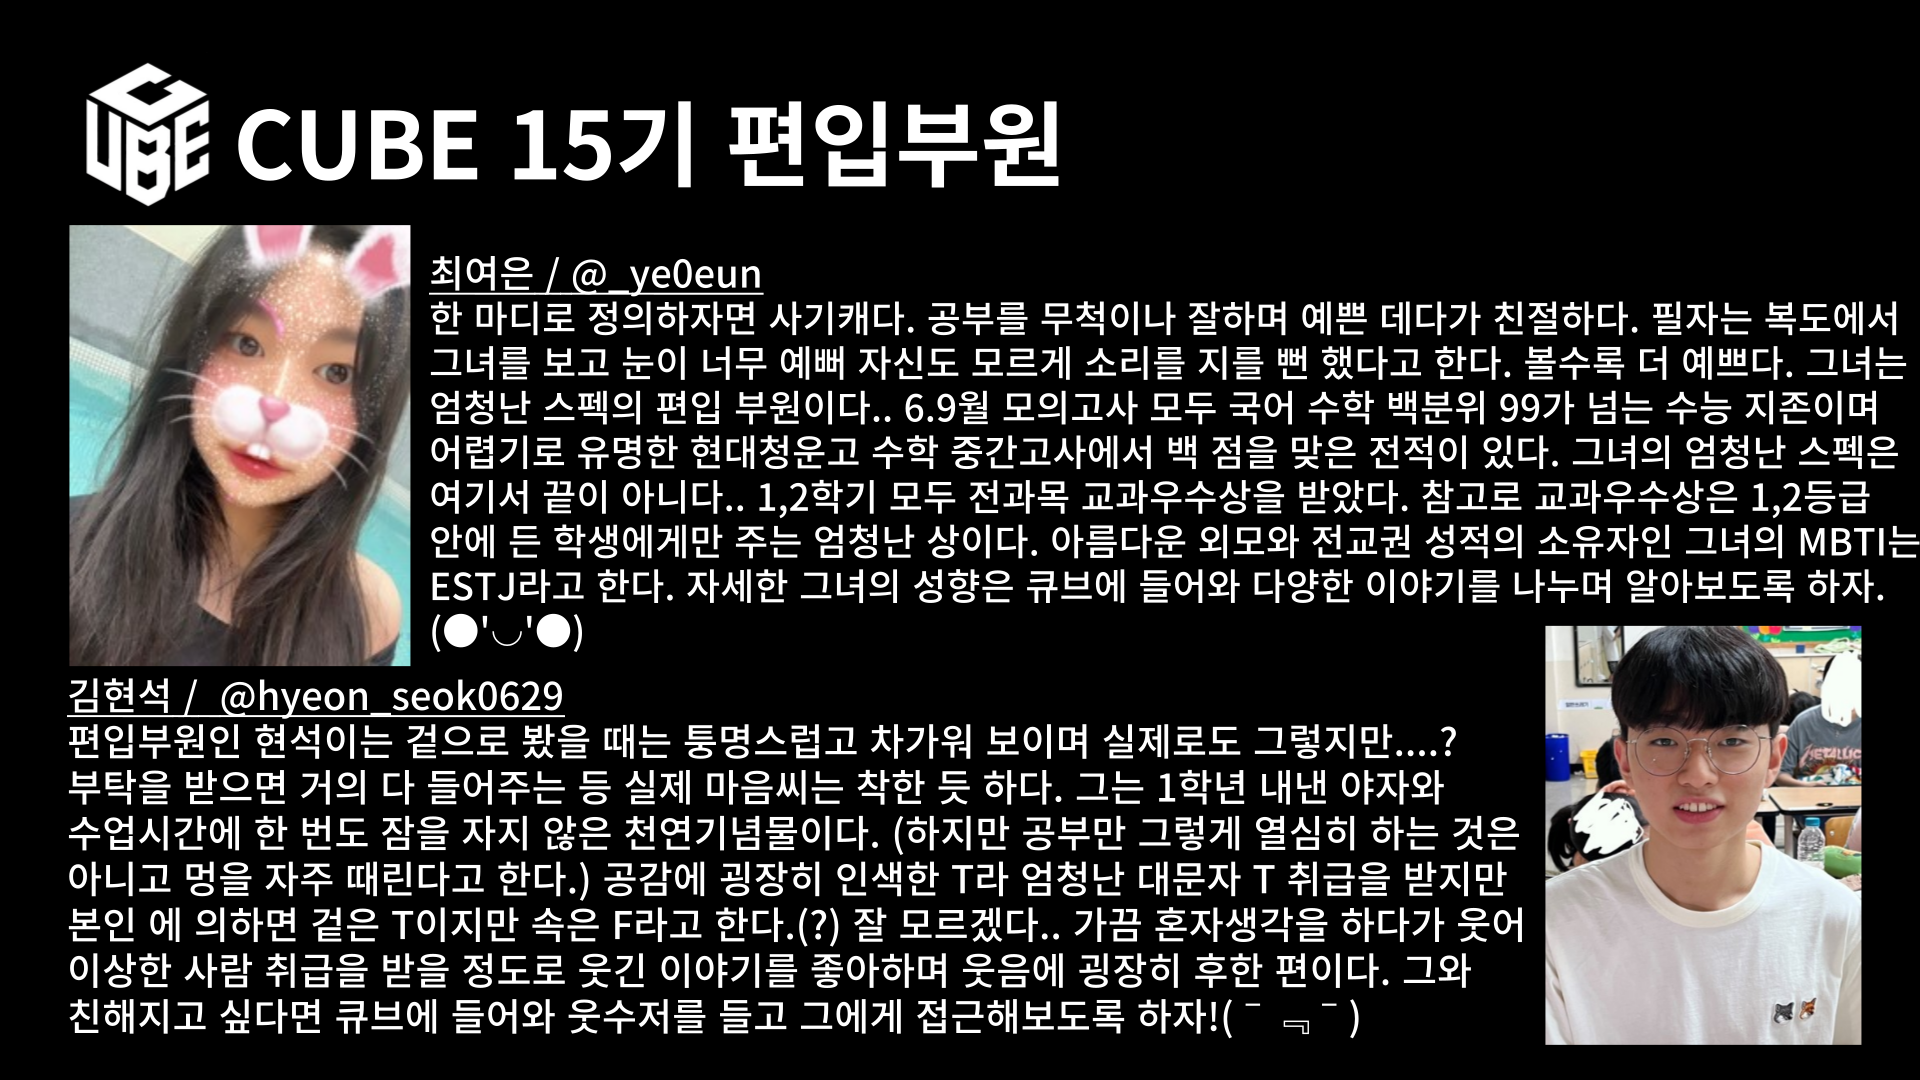 CUBE
CUBE 15기 편입부원
최여은 / @_ye0eun
한 마디로 정의하자면 사기캐다. 공부를 무척이나 잘하며 예쁜 데다가 친절하다. 필자는 복도에서
그녀를 보고 눈이 너무 예뻐 자신도 모르게 소리를 지를 뻔 했다고 한다. 볼수록 더 예쁘다. 그녀는
엄청난 스펙의 편입 부원이다.. 6.9월 모의고사 모두 국어 수학 백분위 99가 넘는 수능 지존이며
어렵기로 유명한 현대청운고 수학 중간고사에서 백 점을 맞은 전적이 있다. 그녀의 엄청난 스펙은
여기서 끝이 아니다.. 1,2학기 모두 전과목 교과우수상을 받았다. 참고로 교과우수상은 1,2등급
안에 든 학생에게만 주는 엄청난 상이다. 아름다운 외모와 전교권 성적의 소유자인 그녀의 MBTI는
ESTJ라고 한다. 자세한 그녀의 성향은 큐브에 들어와 다양한 이야기를 나누며 알아보도록 하자.
(●'◡'●)
김현석 /  @hyeon_seok0629
편입부원인 현석이는 겉으로 봤을 때는 퉁명스럽고 차가워 보이며 실제로도 그렇지만....?
부탁을 받으면 거의 다 들어주는 등 실제 마음씨는 착한 듯 하다. 그는 1학년 내낸 야자와
수업시간에 한 번도 잠을 자지 않은 천연기념물이다. (하지만 공부만 그렇게 열심히 하는 것은
아니고 멍을 자주 때린다고 한다.) 공감에 굉장히 인색한 T라 엄청난 대문자 T 취급을 받지만
본인 에 의하면 겉은 T이지만 속은 F라고 한다.(?) 잘 모르겠다.. 가끔 혼자생각을 하다가 웃어
이상한 사람 취급을 받을 정도로 웃긴 이야기를 좋아하며 웃음에 굉장히 후한 편이다. 그와
친해지고 싶다면 큐브에 들어와 웃수저를 들고 그에게 접근해보도록 하자!( ¯ ﹃ ¯ )